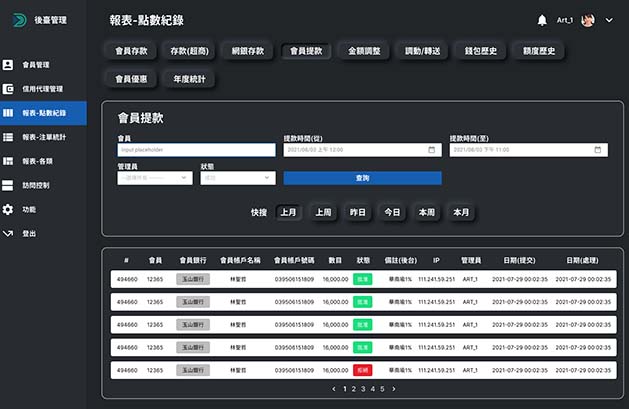 後臺管理
報表-點數紀錄
Art_1
會員管理
信用代理管理
報表-點數紀錄
報表-注單統計
報表-各類
訪問控制
功能
登出
會員存款 存款(超商) 網銀存款 會員提款 金額調整 調動/轉送 錢包歷史 額度歷史
會員優惠 年度統計
會員提款
會員 提款時間(從) 提款時間(至)
Input placeholder 2021/08/02 上午 12:00 2021/08/02 下午 11:00
管理員 狀態
查詢
快搜 上月 上周 昨日 今日 本周 本月
# 會員 會員銀行 會員帳戶名稱 會員帳戶號碼 數目 狀態 備註(後台) IP 管理員 日期(提交) 日期(處理)
494660 12365 玉山銀行 林聖哲 039506151809 16,000.00 批准 華南瑜1% 111.241.59.251 ART_1 2021-07-29 00:02:35 2021-07-29 00:02:35
494660 12365 玉山銀行 林聖哲 039506151809 16,000.00 批准 華南瑜1% 111.241.59.251 ART_1 2021-07-29 00:02:35 2021-07-29 00:02:35
494660 12365 玉山銀行 林聖哲 039506151809 16,000.00 批准 華南瑜1% 111.241.59.251 ART_1 2021-07-29 00:02:35 2021-07-29 00:02:35
494660 12365 玉山銀行 林聖哲 039506151809 16,000.00 批准 華南瑜1% 111.241.59.251 ART_1 2021-07-29 00:02:35 2021-07-29 00:02:35
494660 12365 玉山銀行 林聖哲 039506151809 16,000.00 拒絕 華南瑜1% 111.241.59.251 ART_1 2021-07-29 00:02:35 2021-07-29 00:02:35
< 1 2 3 4 5 >